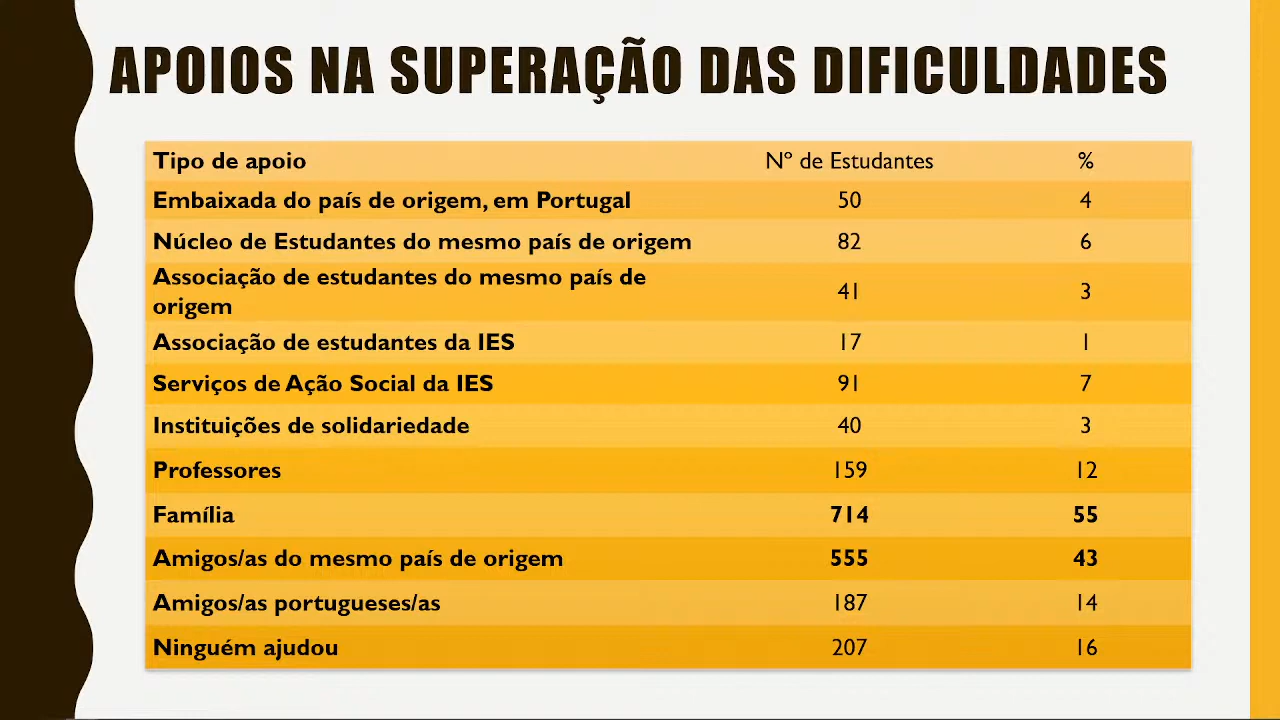 APOIOS NA SUPERAÇÃO DAS DIFICULDADES
Tipo de apoio Nº de Estudantes %
Embaixada do país de origem, em Portugal 50 4
Núcleo de Estudantes do mesmo país de origem 82 6
Associação de estudantes do mesmo país de
origem 41 3
Associação de estudantes da IES 17 1
Serviços de Ação Social da IES 91 7
Instituições de solidariedade 40 3
Professores 159 12
Família 714 55
Amigos/as do mesmo país de origem 555 43
Amigos/as portugueses/as 187 14
Ninguém ajudou 207 16